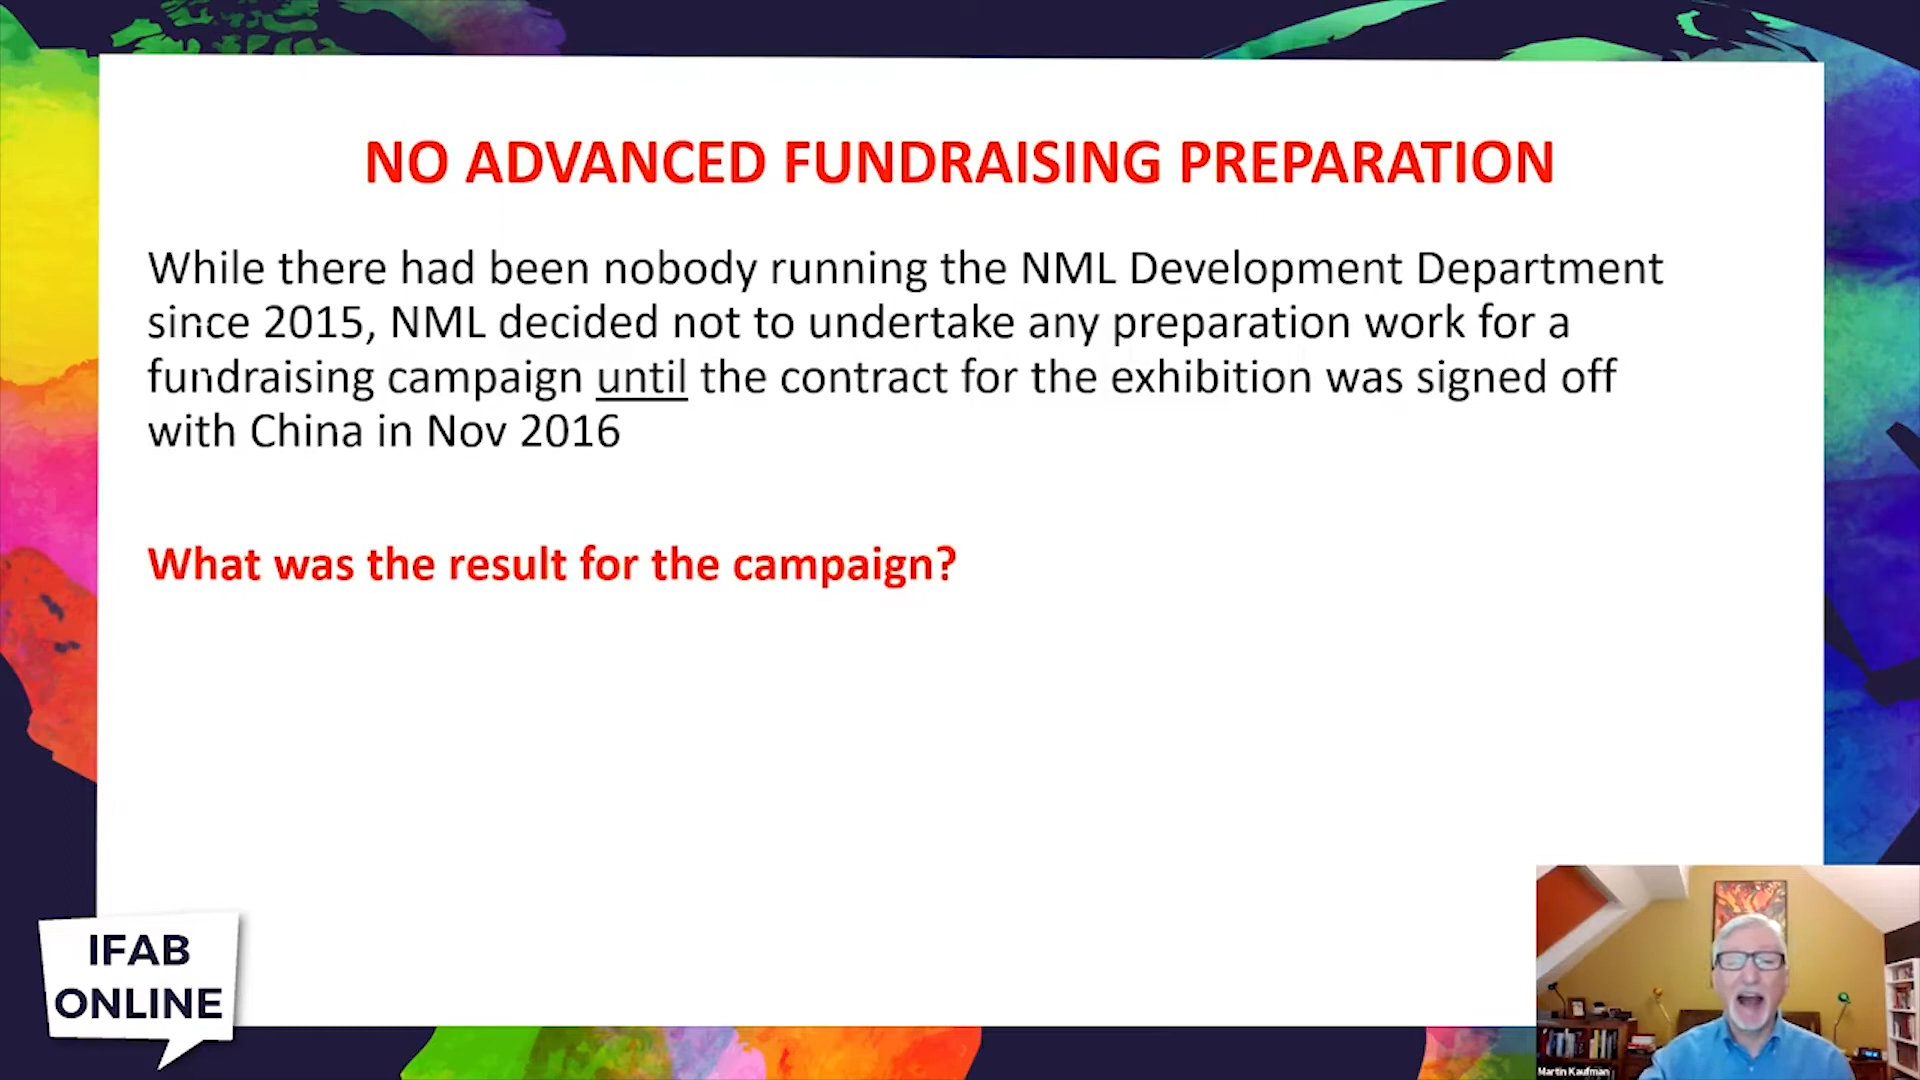 NO ADVANCED FUNDRAISING PREPARATION
While there had been nobody running the NML Development Department
since 2015, NML decided not to undertake any preparation work for a
fundraising campaign until the contract for the exhibition was signed off
with China in Nov 2016
What was the result for the campaign?
IFAB
ONLINE
Martin Kaufman